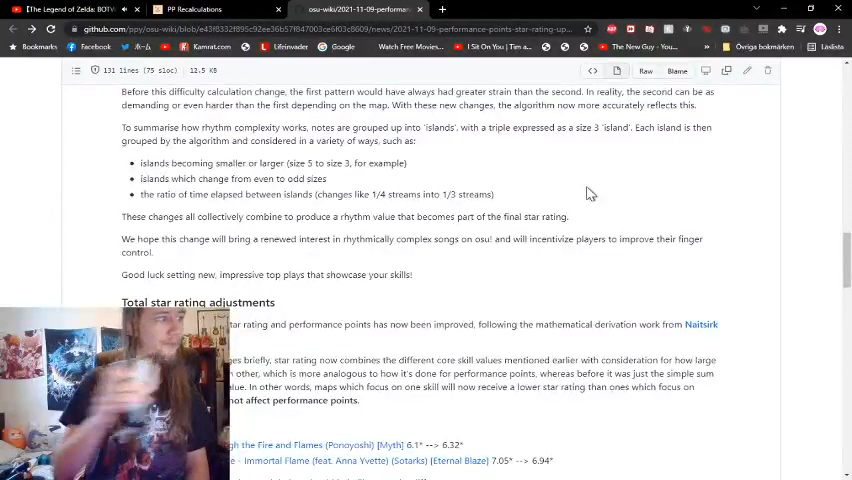 【The Legend of Zelda: BOTW
PP Recalculations
osu-wiki/2021-11-09-performan
github.com/ppy/osu-wiki/blob/e43f8332f895c92ee36b57d5197147003ce6f03c8609/news/2021-11-09-performance-points-star-rating-up...
Bookmarks
Facebook
Kamrat.com
Lifeinvader
Google
Watch Free Movies...
I Sit On You | Tim a...
The New Guy - You...
Övriga bokmärken
Läslista
131 lines (75 sloc)
12.5 KB
Raw
Blame
Before this difficulty calculation change, the first pattern would have always had greater strain than the second. In reality, the second can be as
demanding or even harder than the first depending on the map. With these new changes, the algorithm now more accurately reflects this.
To summarise how rhythm complexity works, notes are grouped up into 'islands', with a triple expressed as a size 3 'island'. Each island is then
grouped by the algorithm and considered in a variety of ways, such as:
• islands becoming smaller or larger (size 5 to size 3, for example)
• islands which change from even to odd sizes
• the ratio of time elapsed between islands (changes like 1/4 streams into 1/3 streams)
These changes all collectively combine to produce a rhythm value that becomes part of the final star rating.
We hope this change will bring a renewed interest in rhythmically complex songs on osu! and will incentivize players to improve their finger
control.
Good luck setting new, impressive top plays that showcase your skills!
Total star rating adjustments
star rating and performance points has now been improved, following the mathematical derivation work from Naitsirk
ges briefly, star rating now combines the different core skill values mentioned earlier with consideration for how large
other, which is more analogous to how it's done for performance points, whereas before it was just the simple sum
value. In other words, maps which focus on one skill will now receive a lower star rating than ones which focus on
not affect performance points.
gh the Fire and Flames (Ponoyoshi) [Myth] 6.1* --> 6.32*
e - Immortal Flame (feat. Anna Yvette) (Sotarks) [Eternal Blaze] 7.05* --> 6.94*